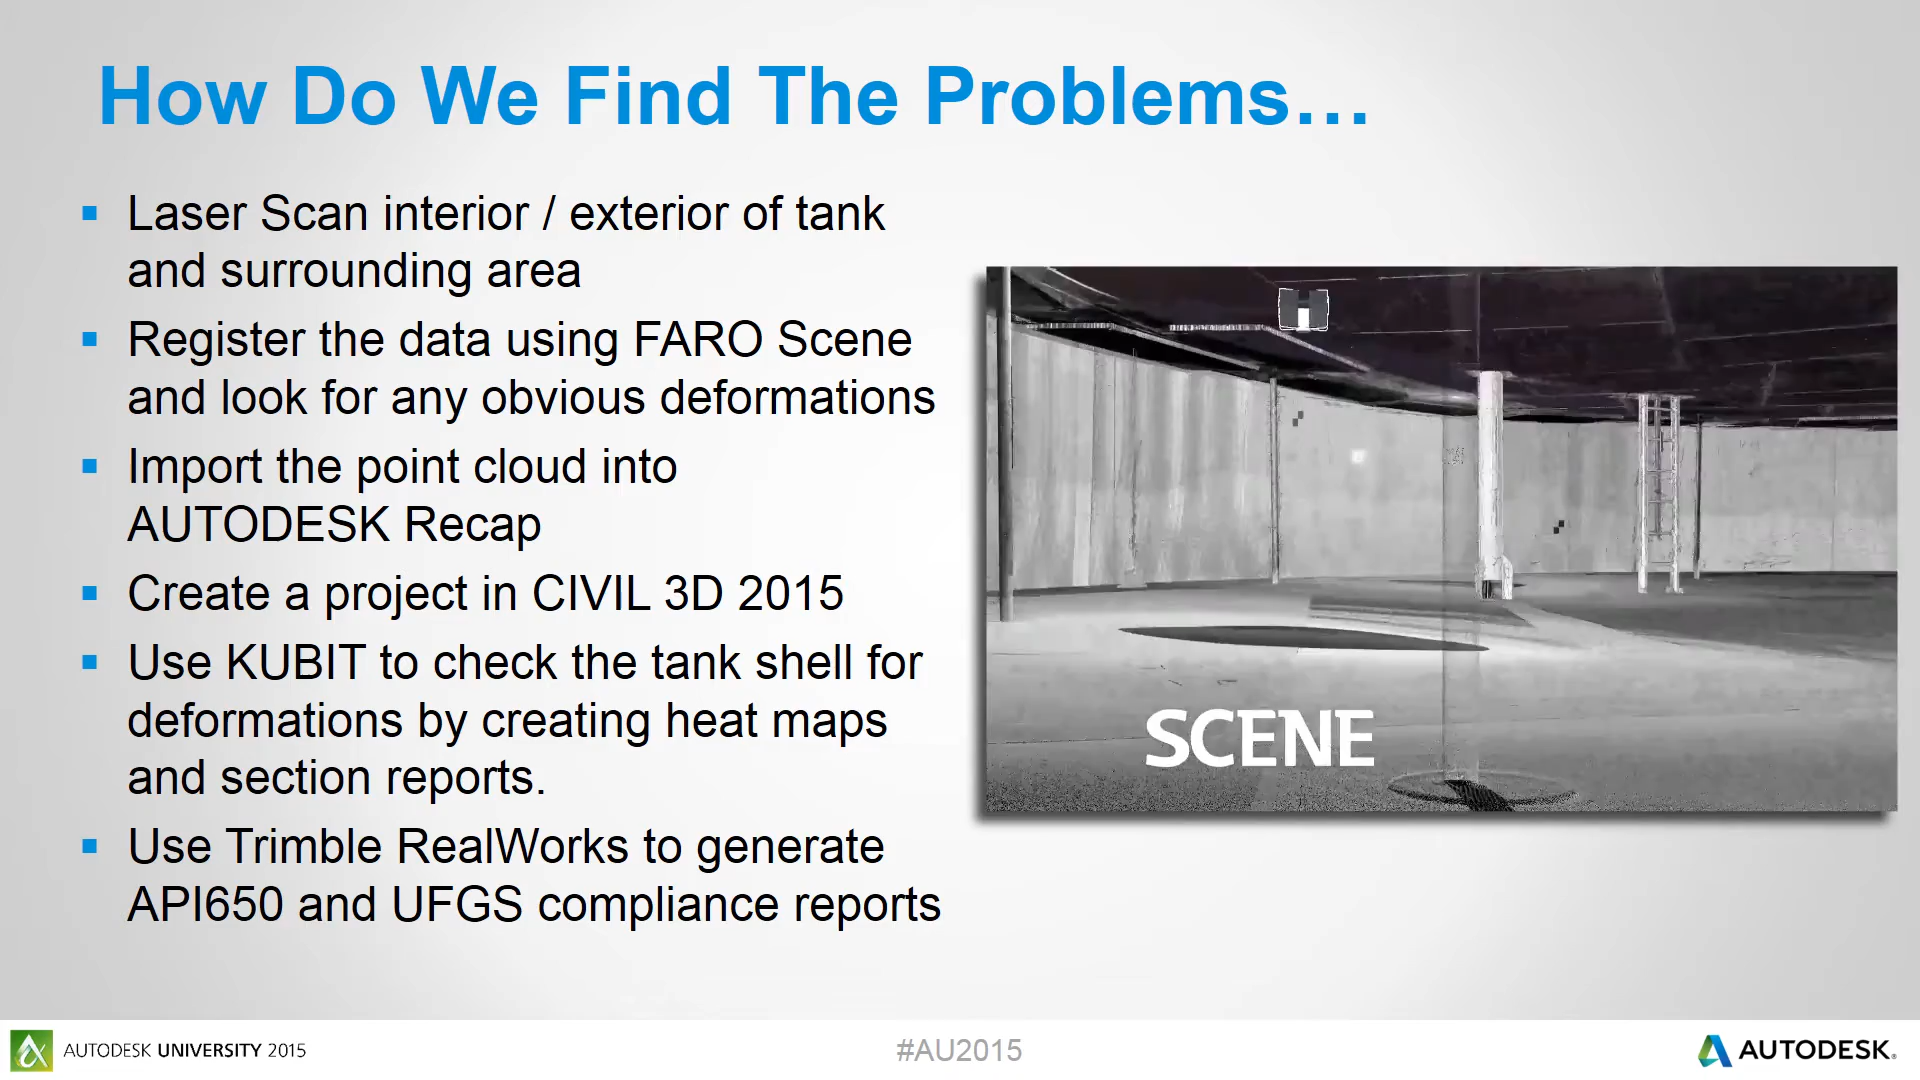 How Do We Find The Problems…
Laser Scan interior / exterior of tank
and surrounding area
Register the data using FARO Scene
and look for any obvious deformations
Import the point cloud into
AUTODESK Recap
Create a project in CIVIL 3D 2015
Use KUBIT to check the tank shell for
deformations by creating heat maps
and section reports.
Use Trimble RealWorks to generate
API650 and UFGS compliance reports
SCENE
AUTODESK UNIVERSITY 2015
#AU2015
AUTODESK®